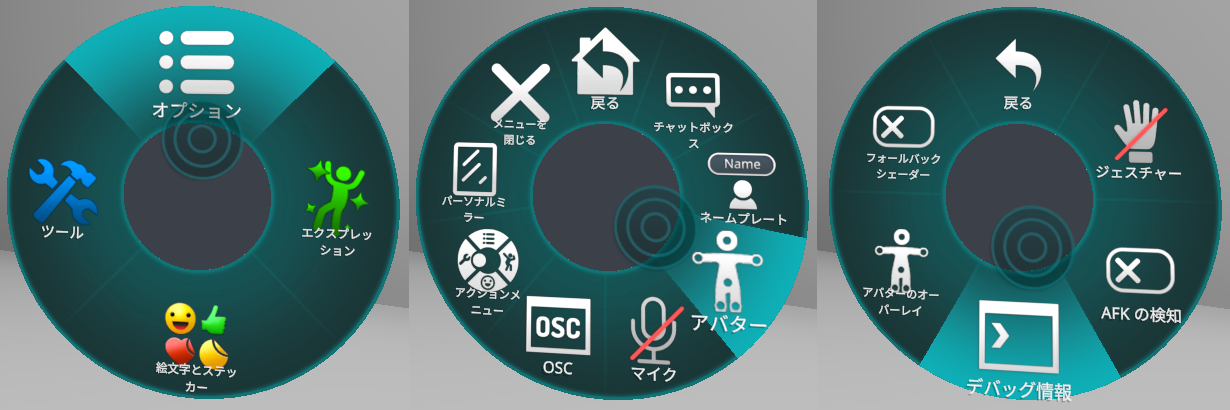 オプション
ツール
エクスプレッ
ション
絵文字とステッ
カー
戻る
メニューを
閉じる
チャットボック
ス
パーソナルミ
ラー
Name
ネームプレート
アクションメ
ニュー
アバター
OSC
OSC
マイク
戻る
フォールバック
シェーダー
ジェスチャー
アバターのオー
バーレイ
AFK の検知
デバッグ情報